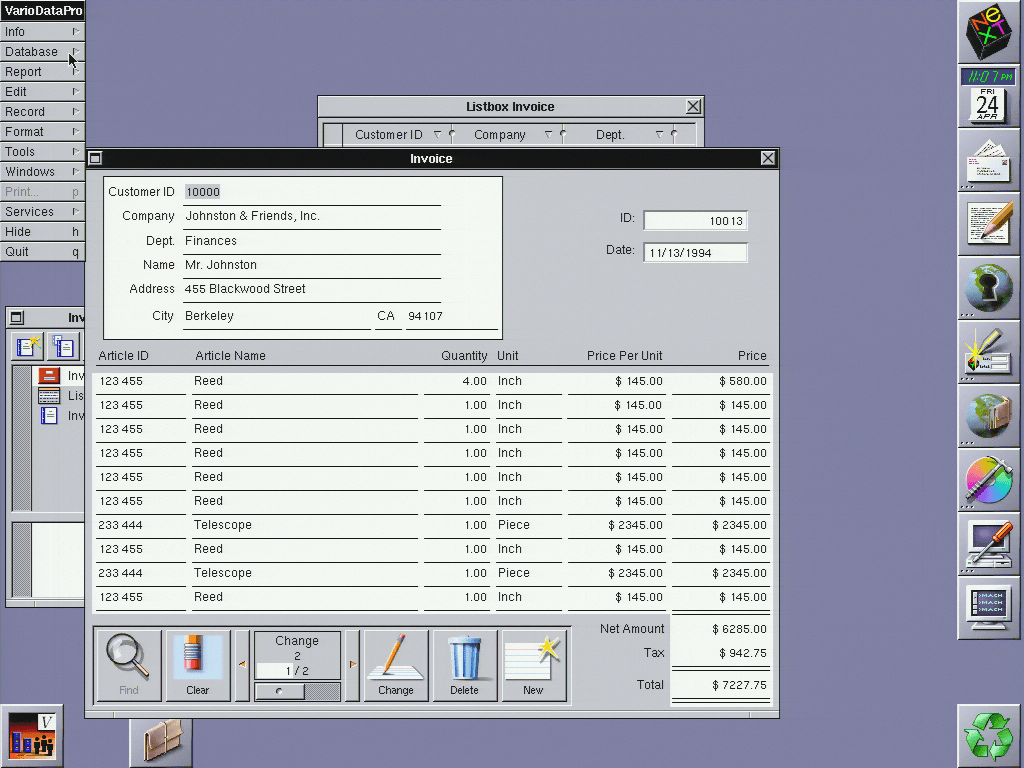 VarioDataPro
Info
Database
Report
Edit
Record
Format
Tools
Windows
Print... p
Services
Hide h
Quit q
Listbox Invoice
Customer ID Company Dept.
Invoice
Customer ID 10000
Company Johnston & Friends, Inc.
Dept. Finances
Name Mr. Johnston
Address 455 Blackwood Street
City Berkeley CA 94107
ID: 10013
Date: 11/13/1994
Article ID Article Name Quantity Unit Price Per Unit Price
123 455 Reed 4.00 Inch $ 145.00 $ 580.00
123 455 Reed 1.00 Inch $ 145.00 $ 145.00
123 455 Reed 1.00 Inch $ 145.00 $ 145.00
123 455 Reed 1.00 Inch $ 145.00 $ 145.00
123 455 Reed 1.00 Inch $ 145.00 $ 145.00
123 455 Reed 1.00 Inch $ 145.00 $ 145.00
233 444 Telescope 1.00 Piece $ 2345.00 $ 2345.00
123 455 Reed 1.00 Inch $ 145.00 $ 145.00
233 444 Telescope 1.00 Piece $ 2345.00 $ 2345.00
123 455 Reed 1.00 Inch $ 145.00 $ 145.00
Net Amount $ 6285.00
Tax $ 942.75
Total $ 7227.75
Find
Clear
Change
2
1 / 2
Change
Delete
New
Inv
Inv
Lis
Inv
NeXT
11:07 PM
FRI
24
APR
MACH
MACH
MACH
V